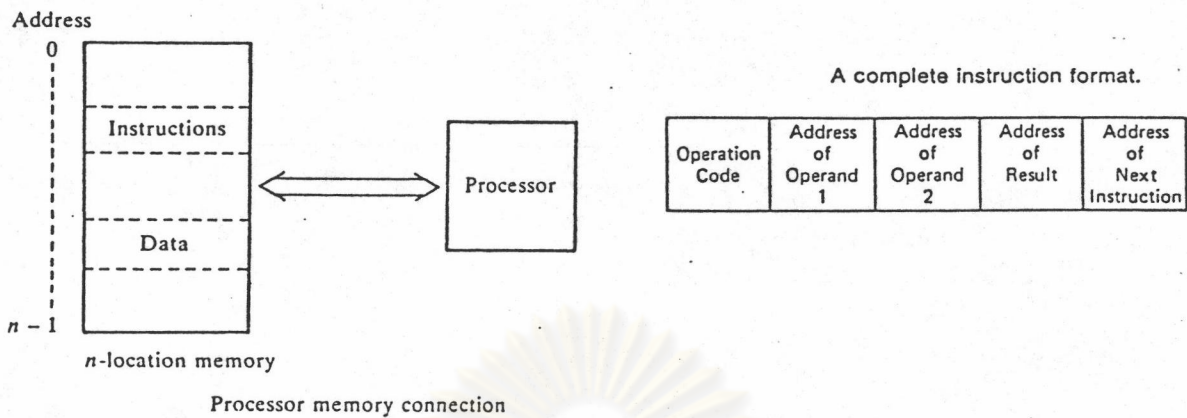 Address
0
Instructions
Data
n – 1
n-location memory
Processor
Processor memory connection
A complete instruction format.
Operation
Code
Address
of
Operand
1
Address
of
Operand
2
Address
of
Result
Address
of
Next
Instruction